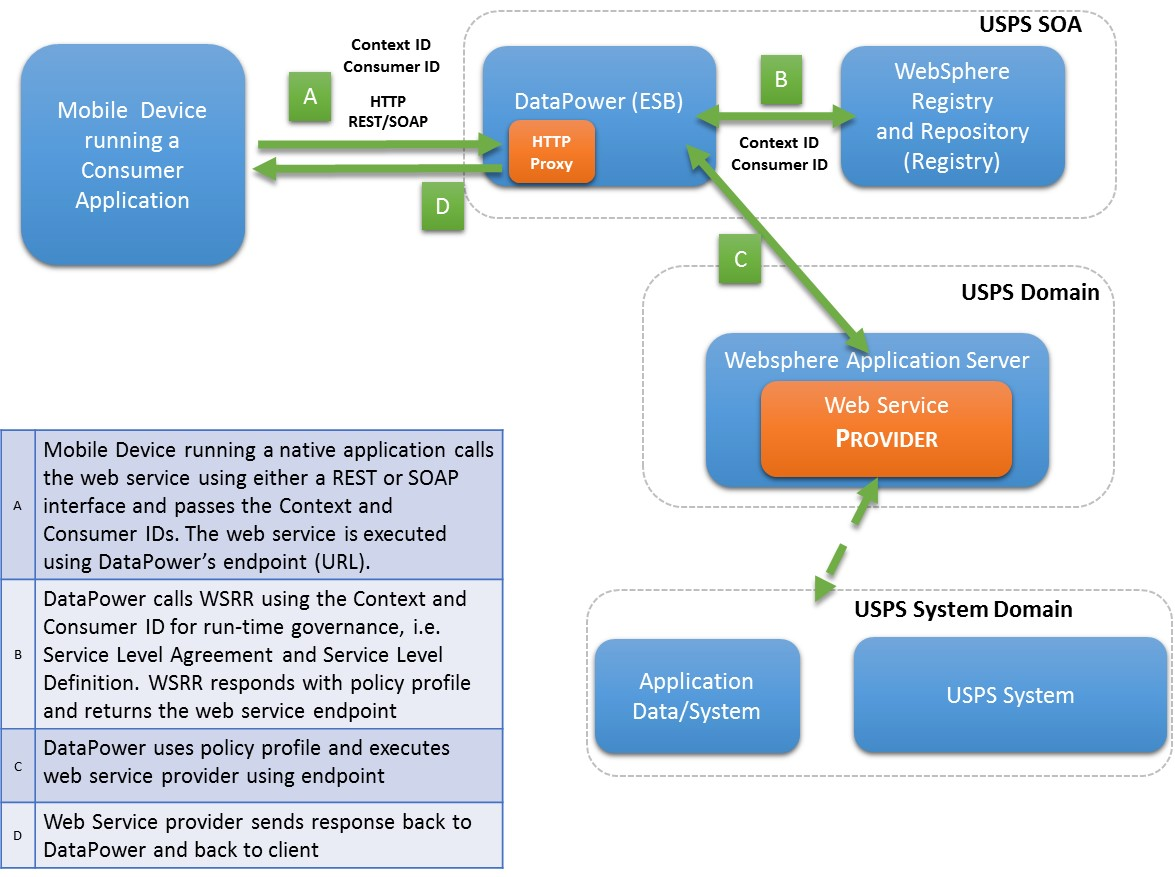 USPS SOA
Mobile Device
running a
Consumer
Application
Context ID
Consumer ID
A
HTTP
REST/SOAP
D
DataPower (ESB)
HTTP
Proxy
B
Context ID
Consumer ID
WebSphere
Registry
and Repository
(Registry)
C
USPS Domain
Websphere Application Server
Web Service
PROVIDER
USPS System Domain
Application
Data/System
USPS System
A
Mobile Device running a native application calls
the web service using either a REST or SOAP
interface and passes the Context and
Consumer IDs. The web service is executed
using DataPower’s endpoint (URL).
B
DataPower calls WSRR using the Context and
Consumer ID for run-time governance, i.e.
Service Level Agreement and Service Level
Definition. WSRR responds with policy profile
and returns the web service endpoint
C
DataPower uses policy profile and executes
web service provider using endpoint
D
Web Service provider sends response back to
DataPower and back to client